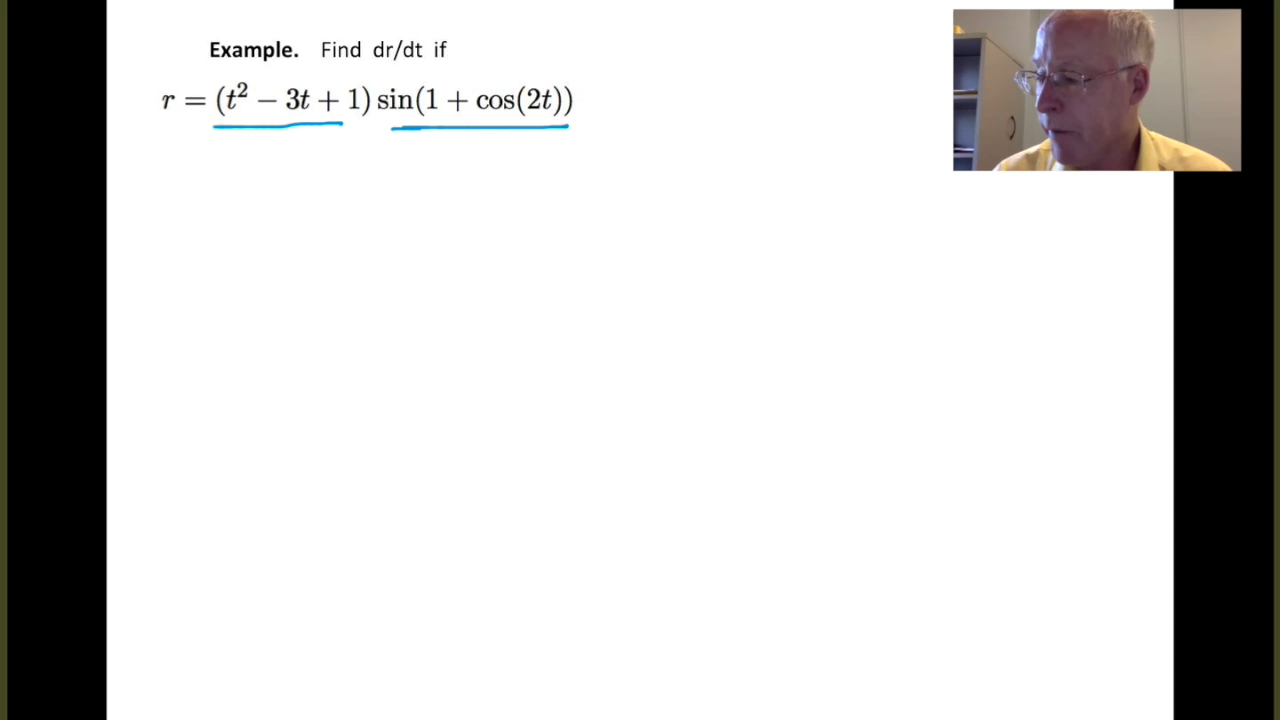 Example. Find dr/dt if
r = (t² − 3t + 1) sin(1 + cos(2t))